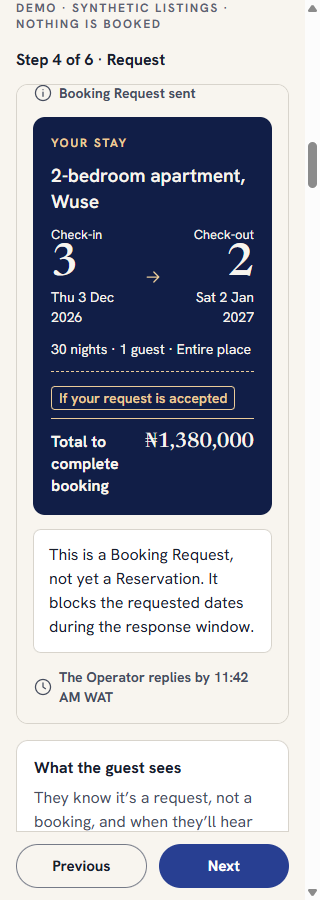 DEMO · SYNTHETIC LISTINGS ·
NOTHING IS BOOKED
Step 4 of 6 · Request
Booking Request sent
YOUR STAY
2-bedroom apartment,
Wuse
Check-in
3
Thu 3 Dec
2026
→
Check-out
2
Sat 2 Jan
2027
30 nights · 1 guest · Entire place
If your request is accepted
Total to
complete
booking
₦1,380,000
This is a Booking Request,
not yet a Reservation. It
blocks the requested dates
during the response window.
The Operator replies by 11:42
AM WAT
What the guest sees
They know it’s a request, not a
booking, and when they’ll hear
Previous
Next